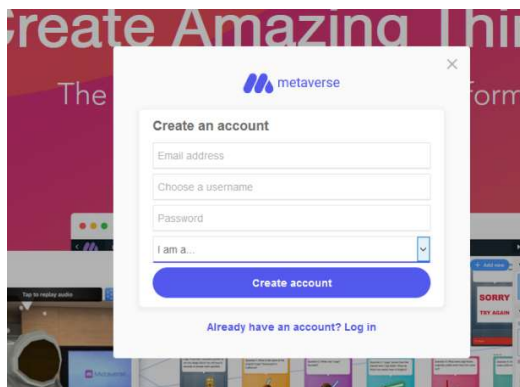 Create Amazing Thi
The
form
metaverse
Create an account
Email address
Choose a username
Password
I am a...
Create account
Already have an account? Log in
Tap to replay audio
+ Add new
SORRY
TRY AGAIN
Metaverse